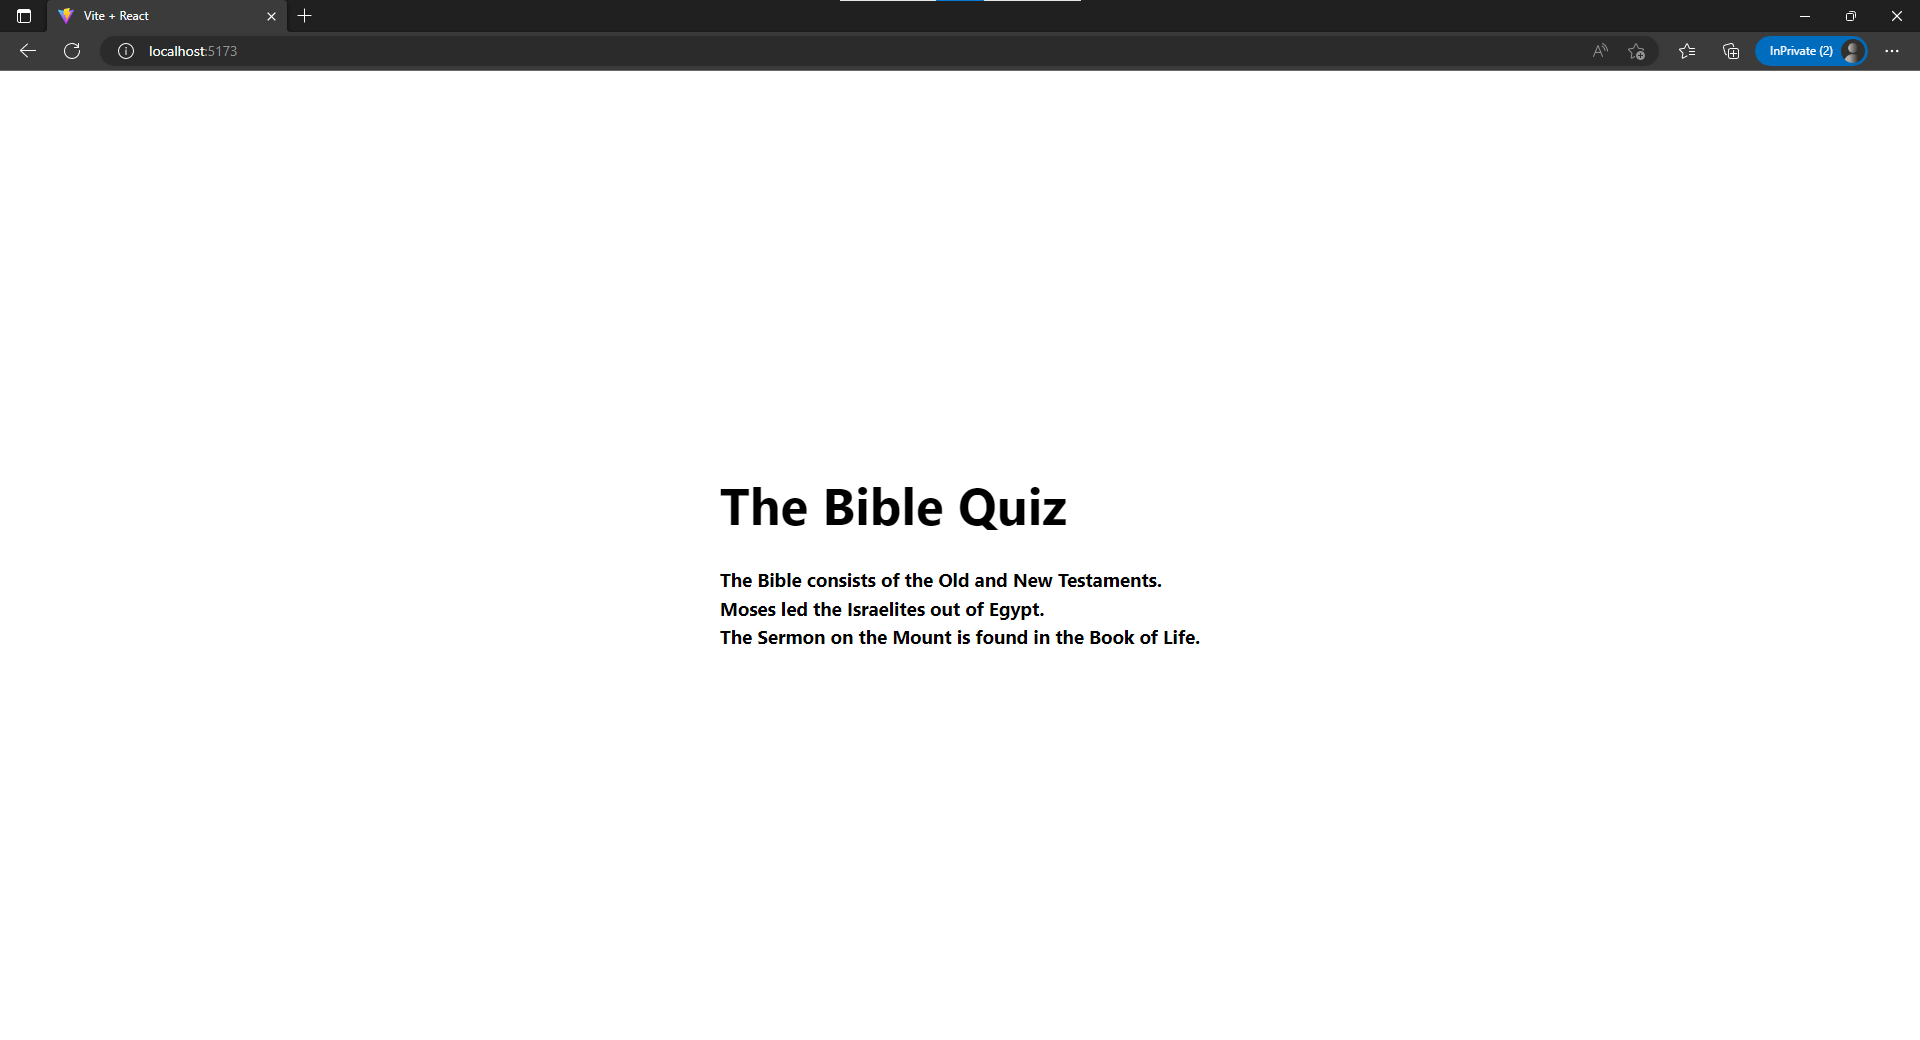 Vite + React
localhost:5173
InPrivate (2)
The Bible Quiz
The Bible consists of the Old and New Testaments.
Moses led the Israelites out of Egypt.
The Sermon on the Mount is found in the Book of Life.